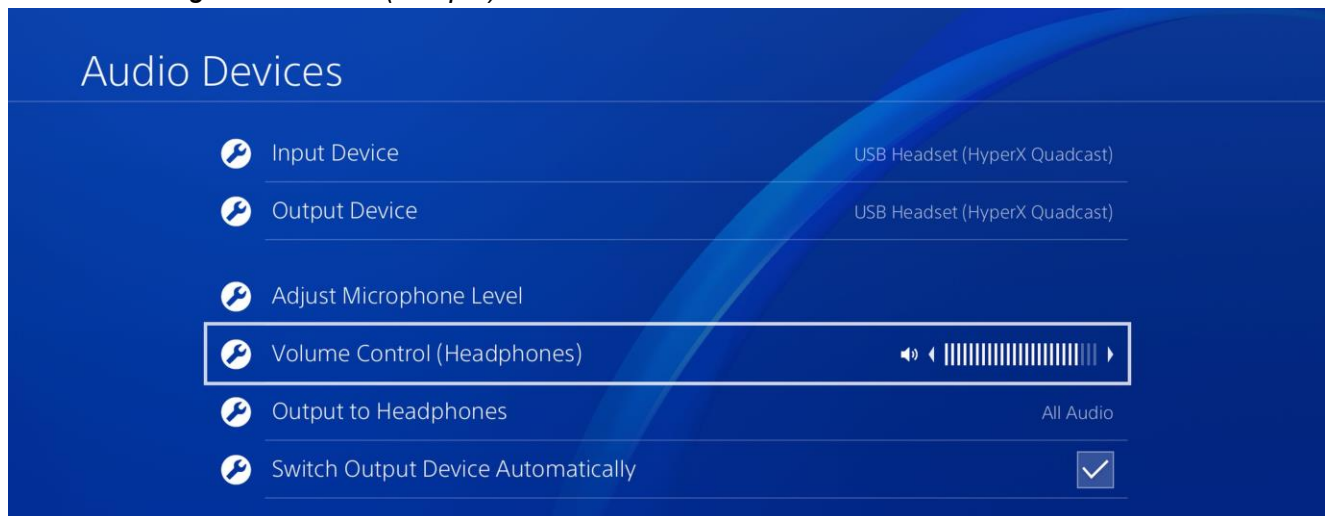 Audio Devices
Input Device USB Headset (HyperX Quadcast)
Output Device USB Headset (HyperX Quadcast)
Adjust Microphone Level
Volume Control (Headphones)
Output to Headphones All Audio
Switch Output Device Automatically